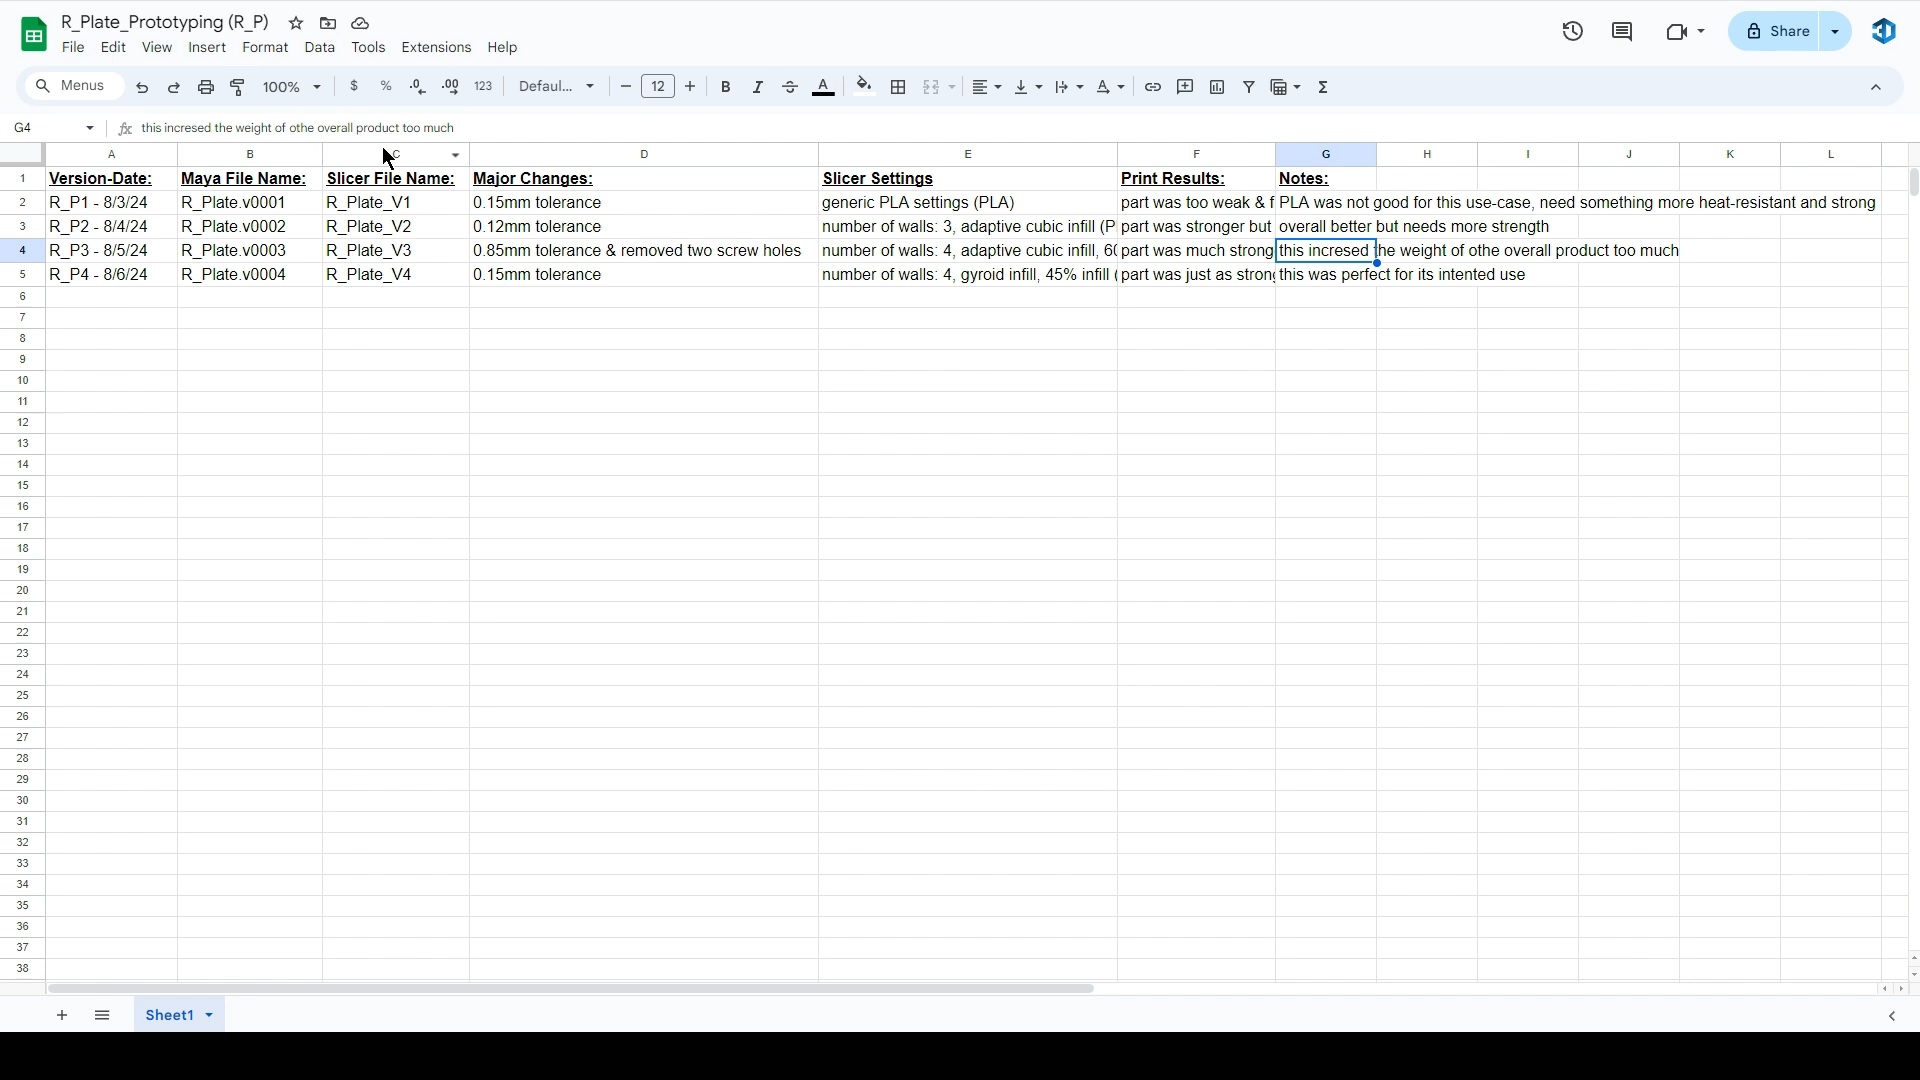 R_Plate_Prototyping (R_P)
File Edit View Insert Format Data Tools Extensions Help
Share
Menus 100% $ % .0 .00 123 Defaul... 12 B I A
G4 fx this incresed the weight of othe overall product too much
A B C D E F G H I J K L
1 Version-Date: Maya File Name: Slicer File Name: Major Changes: Slicer Settings Print Results: Notes:
2 R_P1 - 8/3/24 R_Plate.v0001 R_Plate_V1 0.15mm tolerance generic PLA settings (PLA) part was too weak & f PLA was not good for this use-case, need something more heat-resistant and strong
3 R_P2 - 8/4/24 R_Plate.v0002 R_Plate_V2 0.12mm tolerance number of walls: 3, adaptive cubic infill (P part was stronger but overall better but needs more strength
4 R_P3 - 8/5/24 R_Plate.v0003 R_Plate_V3 0.85mm tolerance & removed two screw holes number of walls: 4, adaptive cubic infill, 60 part was much strong this incresed the weight of othe overall product too much
5 R_P4 - 8/6/24 R_Plate.v0004 R_Plate_V4 0.15mm tolerance number of walls: 4, gyroid infill, 45% infill ( part was just as strong this was perfect for its intented use
6
7
8
9
10
11
12
13
14
15
16
17
18
19
20
21
22
23
24
25
26
27
28
29
30
31
32
33
34
35
36
37
38
Sheet1